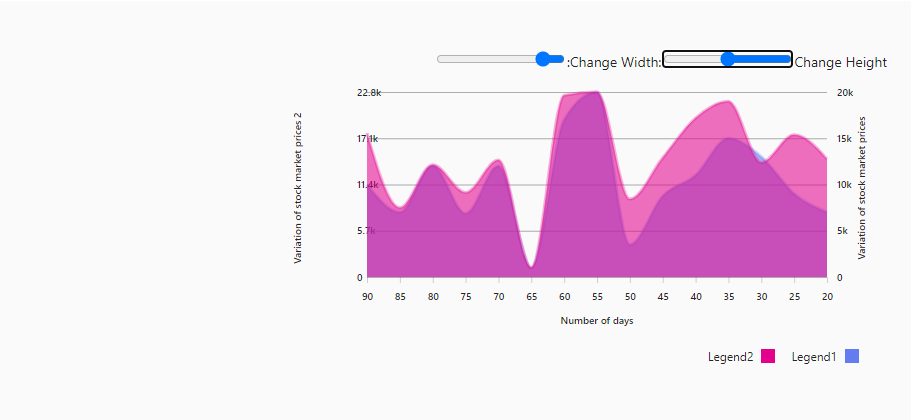 :Change Width:
Change Height
Variation of stock market prices 2
22.8k
17.1k
11.4k
5.7k
0
20k
15k
10k
5k
0
Variation of stock market prices
90 85 80 75 70 65 60 55 50 45 40 35 30 25 20
Number of days
Legend2 Legend1